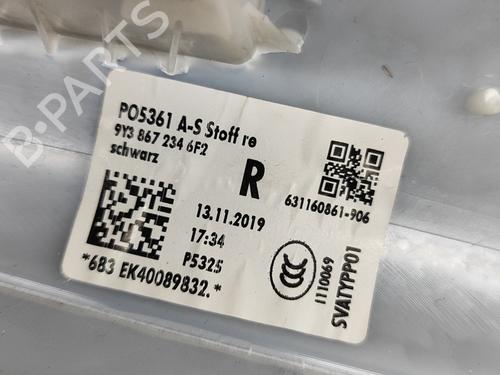 B-PARTS
PO5361 A-S Stoff re
9Y3 867 234 6F2
schwarz
R
631160861-906
13.11.2019
17:34
P5325
*683 EK40089832.*
CCC
1110069
SVATYPP01